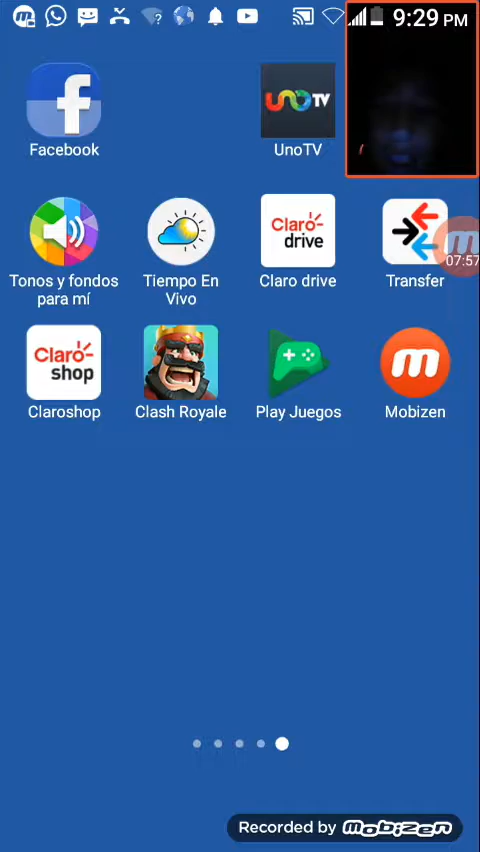 9:29 PM
UNO TV
Facebook
UnoTV
Claro-
drive
07:57
Tonos y fondos
para mí
Tiempo En
Vivo
Claro drive
Transfer
Claro-
shop
Claroshop
Clash Royale
Play Juegos
Mobizen
Recorded by Mobizen